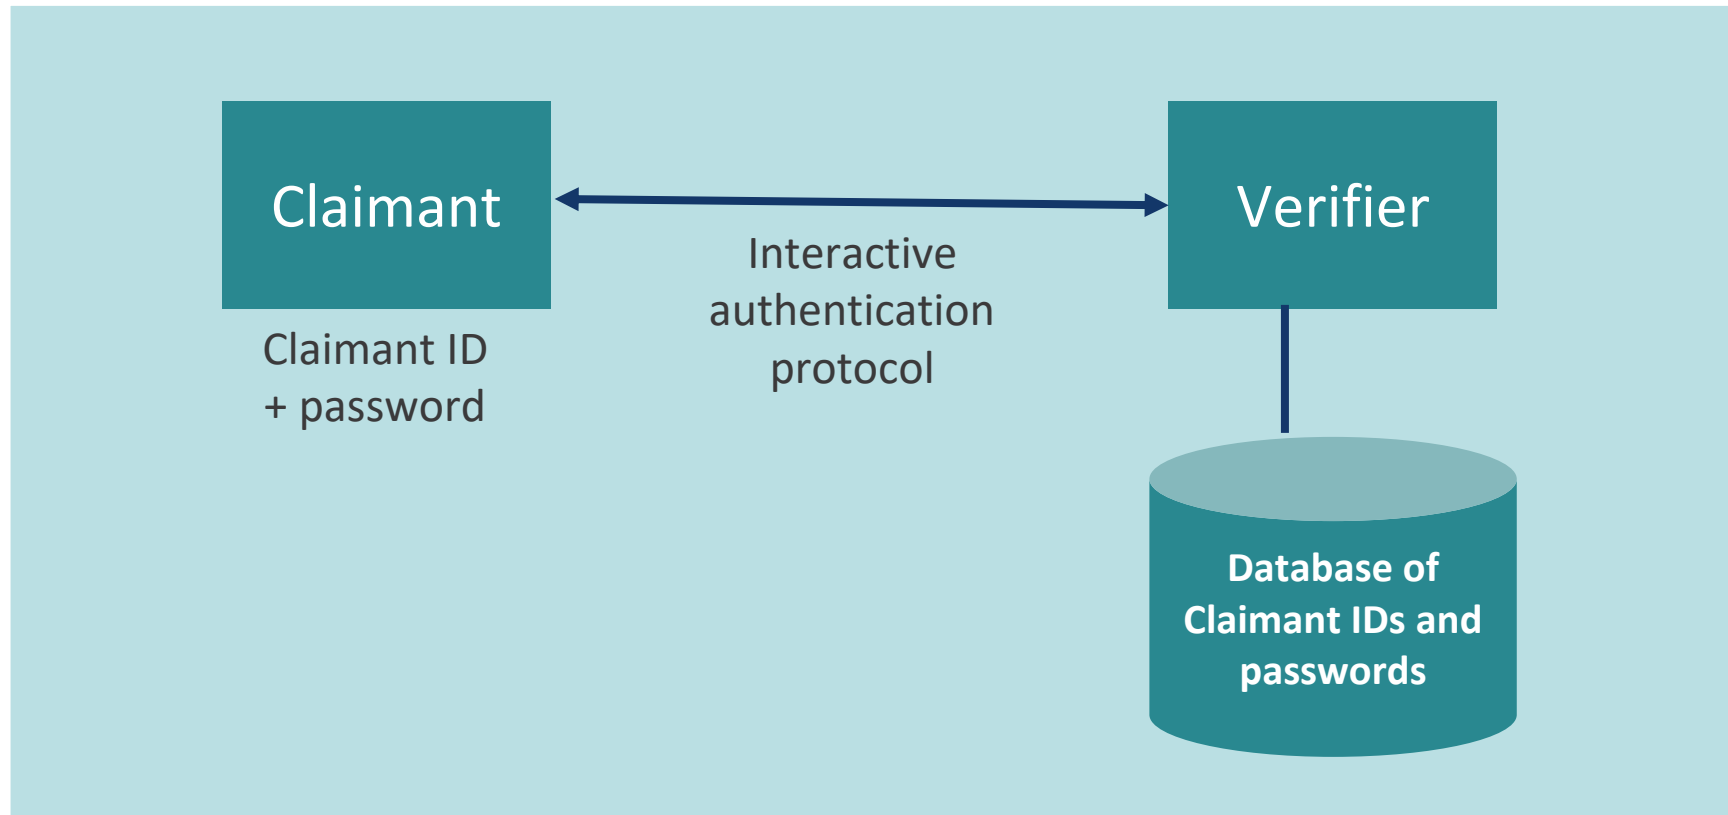 Claimant
Verifier
Interactive
authentication
protocol
Claimant ID
+ password
Database of
Claimant IDs and
passwords